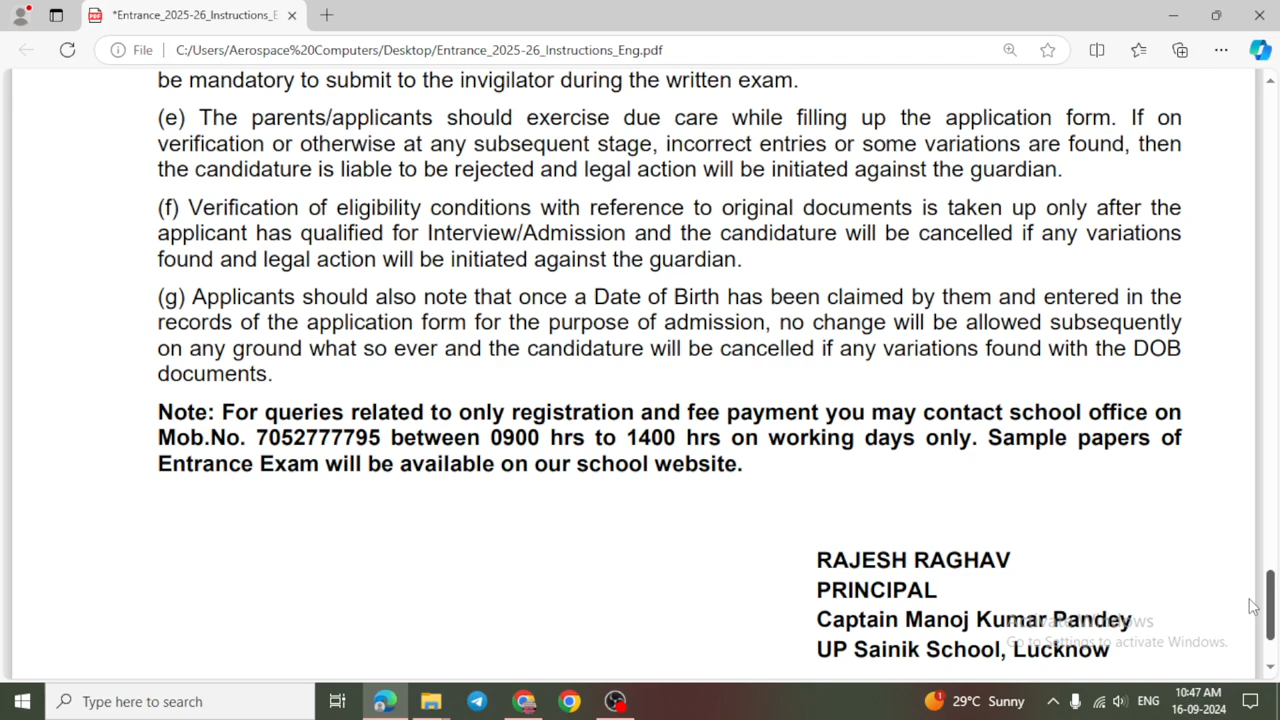 *Entrance_2025-26_Instructions_E
File
C:/Users/Aerospace%20Computers/Desktop/Entrance_2025-26_Instructions_Eng.pdf
be mandatory to submit to the invigilator during the written exam.
(e) The parents/applicants should exercise due care while filling up the application form. If on
verification or otherwise at any subsequent stage, incorrect entries or some variations are found, then
the candidature is liable to be rejected and legal action will be initiated against the guardian.
(f) Verification of eligibility conditions with reference to original documents is taken up only after the
applicant has qualified for Interview/Admission and the candidature will be cancelled if any variations
found and legal action will be initiated against the guardian.
(g) Applicants should also note that once a Date of Birth has been claimed by them and entered in the
records of the application form for the purpose of admission, no change will be allowed subsequently
on any ground what so ever and the candidature will be cancelled if any variations found with the DOB
documents.
Note: For queries related to only registration and fee payment you may contact school office on
Mob.No. 7052777795 between 0900 hrs to 1400 hrs on working days only. Sample papers of
Entrance Exam will be available on our school website.
RAJESH RAGHAV
PRINCIPAL
Captain Manoj Kumar Pandey
UP Sainik School, Lucknow
Activate Windows
Go to Settings to activate Windows.
Type here to search
29°C Sunny
ENG
10:47 AM
16-09-2024